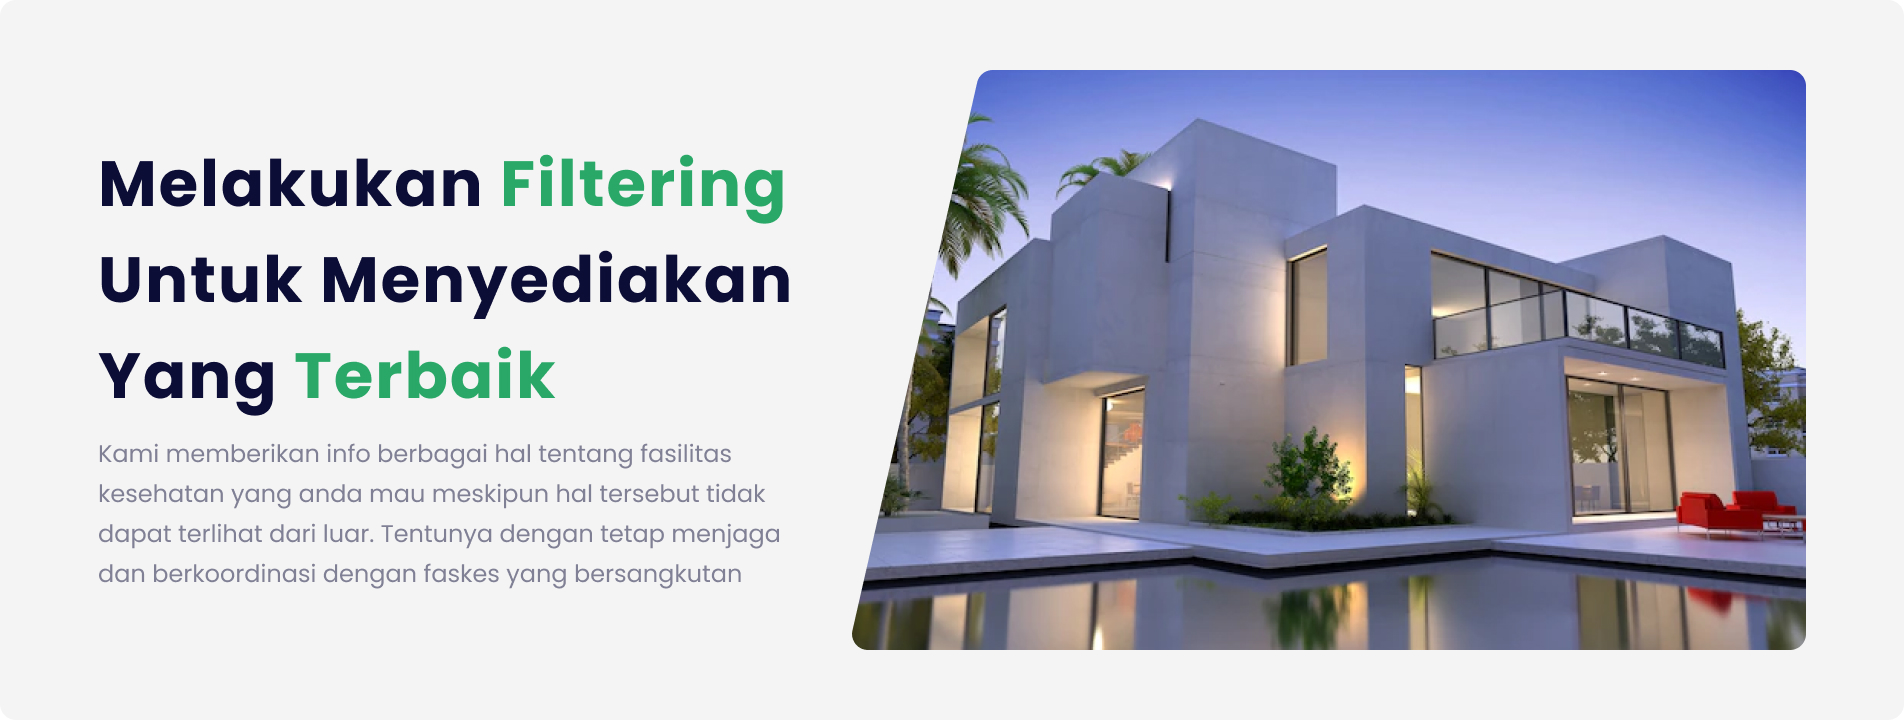 Melakukan Filtering
Untuk Menyediakan
Yang Terbaik
Kami memberikan info berbagai hal tentang fasilitas
kesehatan yang anda mau meskipun hal tersebut tidak
dapat terlihat dari luar. Tentunya dengan tetap menjaga
dan berkoordinasi dengan faskes yang bersangkutan